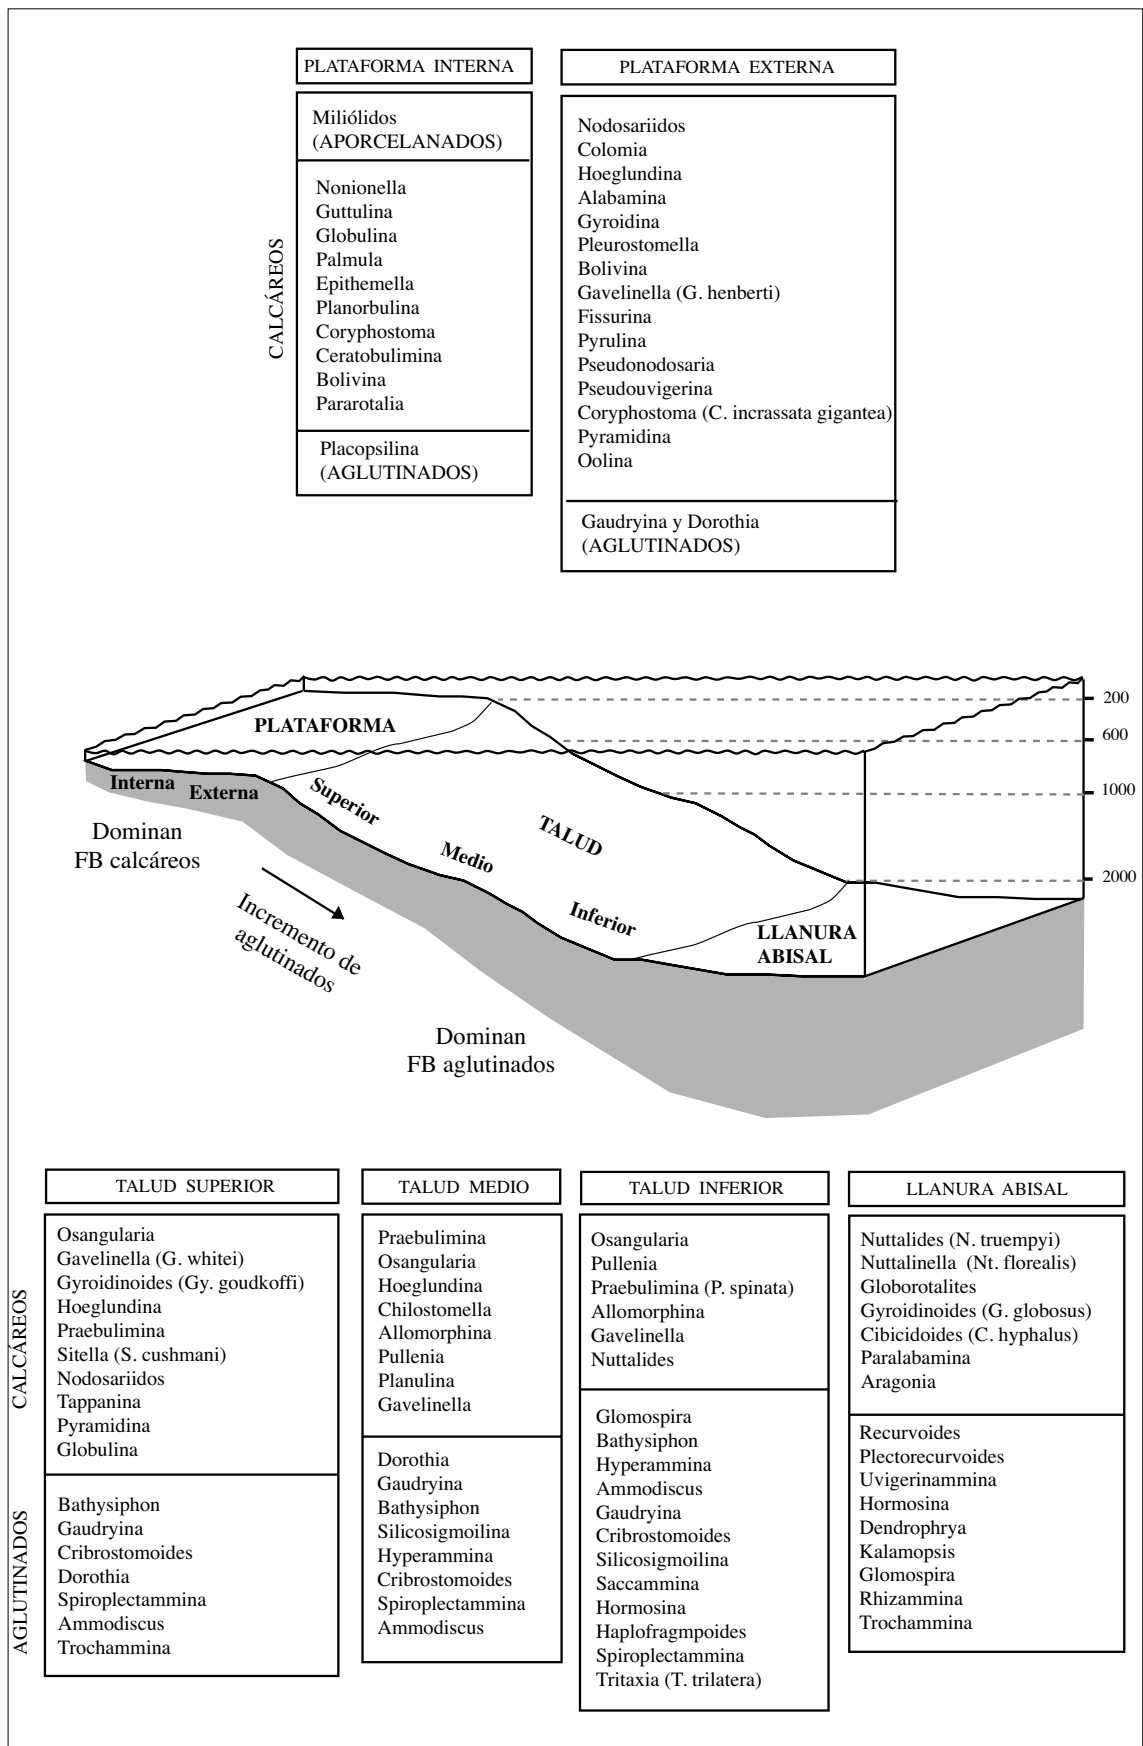 PLATAFORMA INTERNA
Miliólidos
(APORCELANADOS)
CALCÁREOS
Nonionella
Guttulina
Globulina
Palmula
Epithemella
Planorbulina
Coryphostoma
Ceratobulimina
Bolivina
Pararotalia
Placopsilina
(AGLUTINADOS)
PLATAFORMA EXTERNA
Nodosariidos
Colomia
Hoeglundina
Alabamina
Gyroidina
Pleurostomella
Bolivina
Gavelinella (G. henberti)
Fissurina
Pyrulina
Pseudonodosaria
Pseudouvigerina
Coryphostoma (C. incrassata gigantea)
Pyramidina
Oolina
Gaudryina y Dorothia
(AGLUTINADOS)
200
600
1000
2000
PLATAFORMA
Interna
Externa
Superior
TALUD
Medio
Inferior
LLANURA
ABISAL
Dominan
FB calcáreos
Incremento de
aglutinados
Dominan
FB aglutinados
TALUD SUPERIOR
CALCÁREOS
Osangularia
Gavelinella (G. whitei)
Gyroidinoides (Gy. goudkoffi)
Hoeglundina
Praebulimina
Sitella (S. cushmani)
Nodosariidos
Tappanina
Pyramidina
Globulina
AGLUTINADOS
Bathysiphon
Gaudryina
Cribrostomoides
Dorothia
Spiroplectammina
Ammodiscus
Trochammina
TALUD MEDIO
Praebulimina
Osangularia
Hoeglundina
Chilostomella
Allomorphina
Pullenia
Planulina
Gavelinella
Dorothia
Gaudryina
Bathysiphon
Silicosigmoilina
Hyperammina
Cribrostomoides
Spiroplectammina
Ammodiscus
TALUD INFERIOR
Osangularia
Pullenia
Praebulimina (P. spinata)
Allomorphina
Gavelinella
Nuttalides
Glomospira
Bathysiphon
Hyperammina
Ammodiscus
Gaudryina
Cribrostomoides
Silicosigmoilina
Saccammina
Hormosina
Haplofragmpoides
Spiroplectammina
Tritaxia (T. trilatera)
LLANURA ABISAL
Nuttalides (N. truempyi)
Nuttalinella (Nt. florealis)
Globorotalites
Gyroidinoides (G. globosus)
Cibicidoides (C. hyphalus)
Paralabamina
Aragonia
Recurvoides
Plectorecurvoides
Uvigerinammina
Hormosina
Dendrophrya
Kalamopsis
Glomospira
Rhizammina
Trochammina